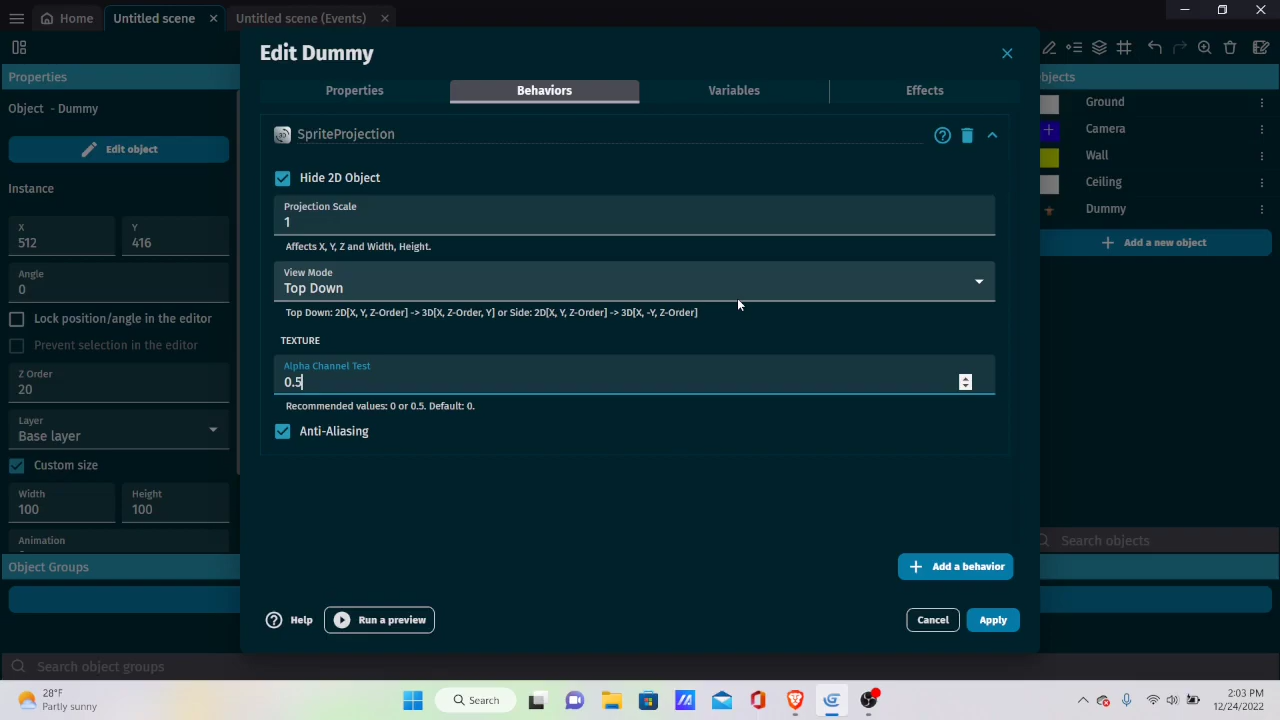 Home
Untitled scene
Untitled scene (Events)
Properties
Object - Dummy
Edit object
Instance
X
512
Y
416
Angle
0
Lock position/angle in the editor
Prevent selection in the editor
Z Order
20
Layer
Base layer
Custom size
Width
100
Height
100
Animation
Object Groups
Search object groups
Edit Dummy
Properties
Behaviors
Variables
Effects
SpriteProjection
Hide 2D Object
Projection Scale
1
Affects X, Y, Z and Width, Height.
View Mode
Top Down
Top Down: 2D[X, Y, Z-Order] -> 3D[X, Z-Order, Y] or Side: 2D[X, Y, Z-Order] -> 3D[X, -Y, Z-Order]
TEXTURE
Alpha Channel Test
0.5
Recommended values: 0 or 0.5. Default: 0.
Anti-Aliasing
Add a behavior
Help
Run a preview
Cancel
Apply
Ground
Camera
Wall
Ceiling
Dummy
Add a new object
Search objects
28°F
Partly sunny
Search
2:03 PM
12/24/2022